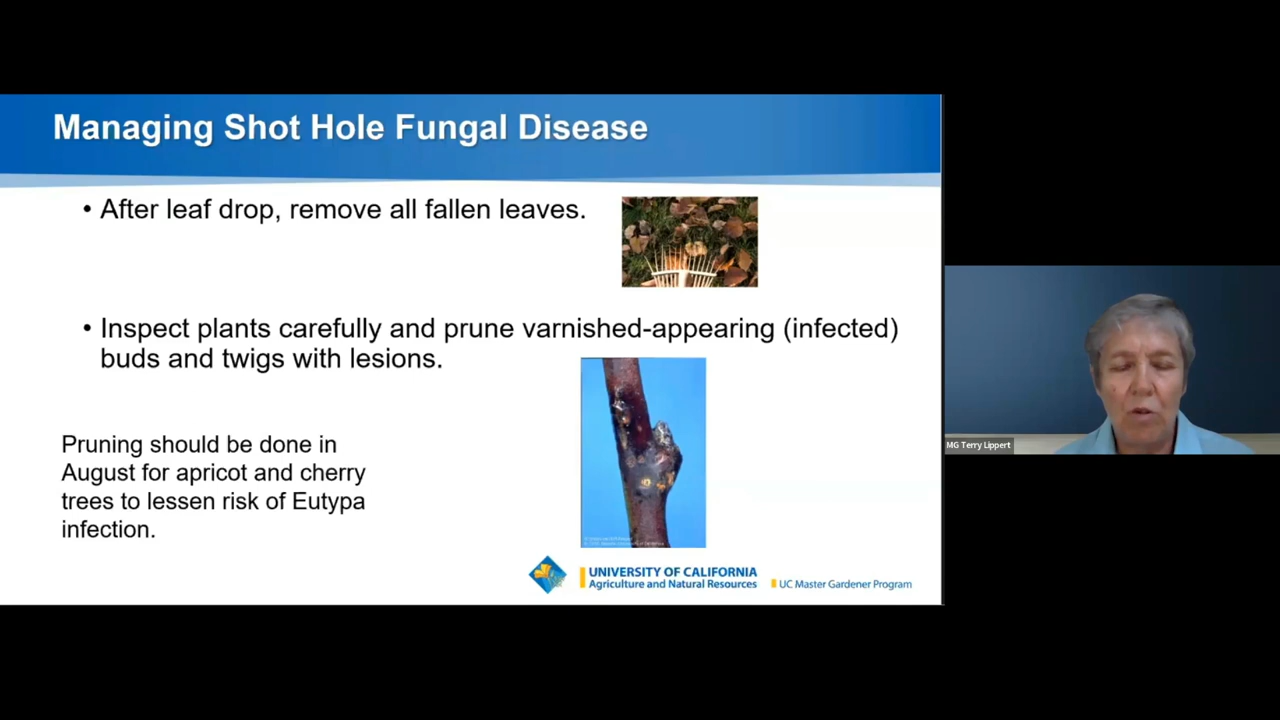 Managing Shot Hole Fungal Disease
• After leaf drop, remove all fallen leaves.
• Inspect plants carefully and prune varnished-appearing (infected)
buds and twigs with lesions.
Pruning should be done in
August for apricot and cherry
trees to lessen risk of Eutypa
infection.
UNIVERSITY OF CALIFORNIA
Agriculture and Natural Resources
UC Master Gardener Program
MG Terry Lippert